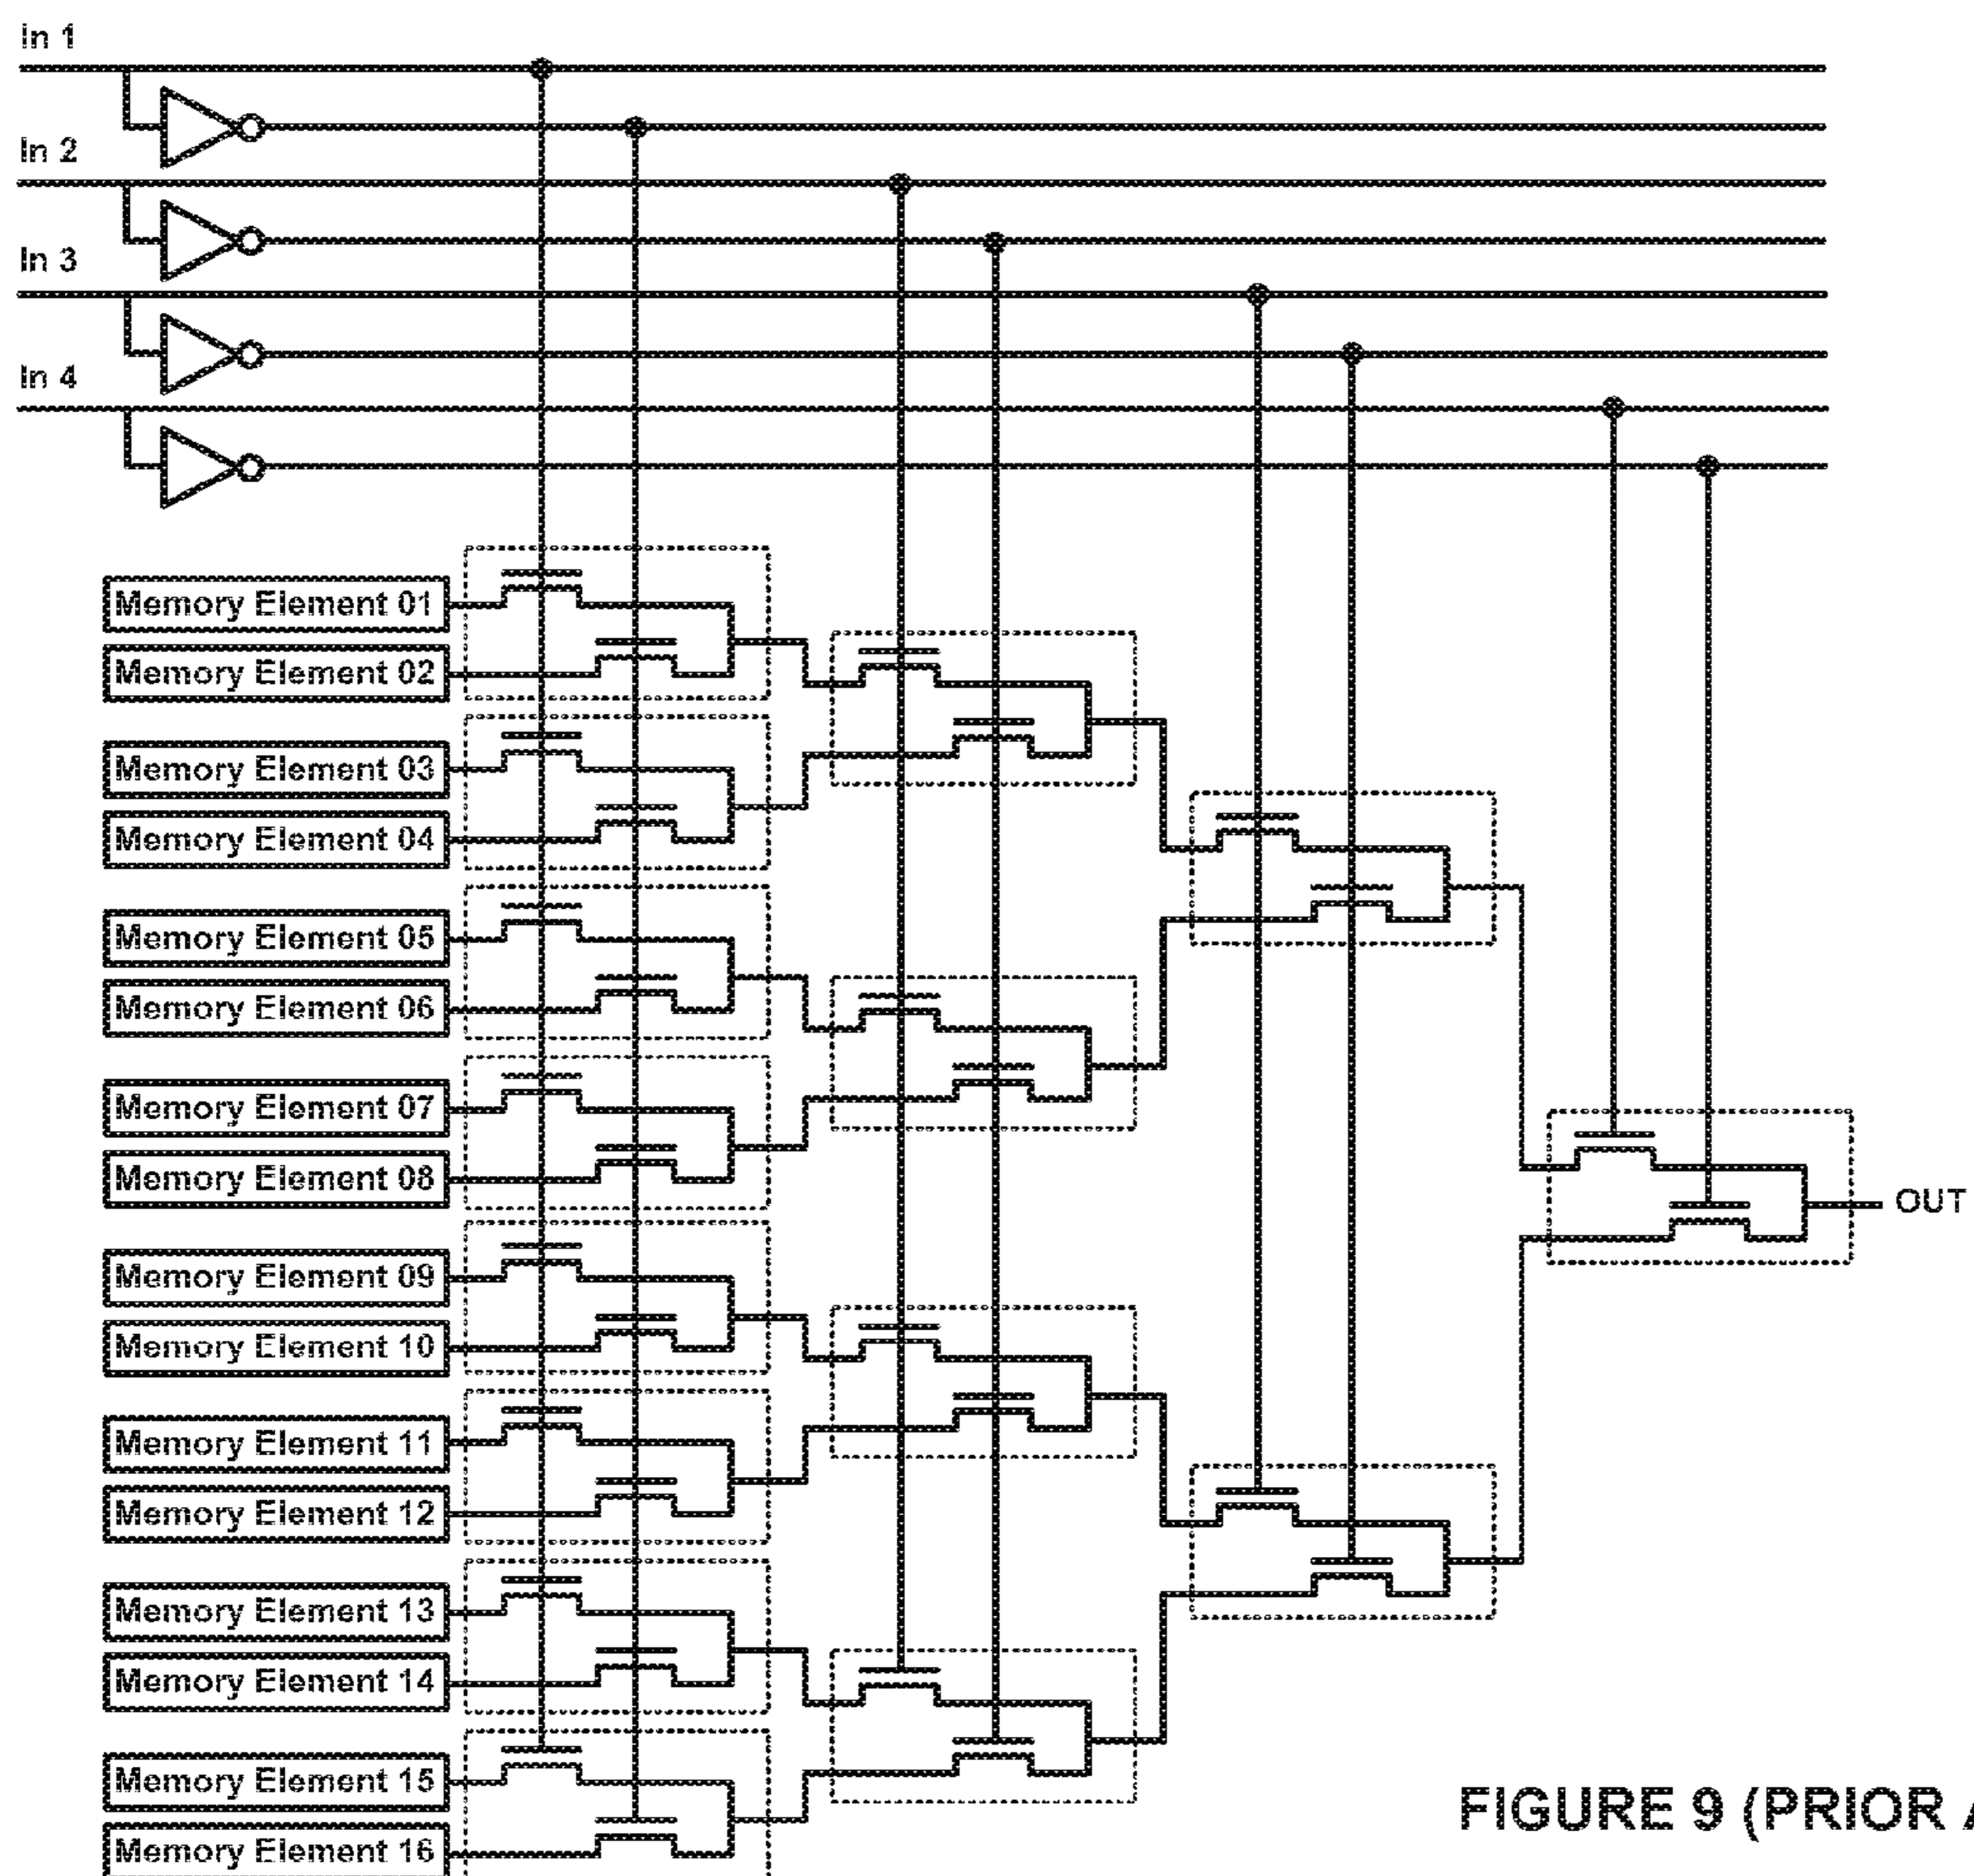 In 1
In 2
In 3
In 4
Memory Element 01
Memory Element 02
Memory Element 03
Memory Element 04
Memory Element 05
Memory Element 06
Memory Element 07
Memory Element 08
OUT
Memory Element 09
Memory Element 10
Memory Element 11
Memory Element 12
Memory Element 13
Memory Element 14
Memory Element 15
Memory Element 16
FIGURE 9 (PRIOR